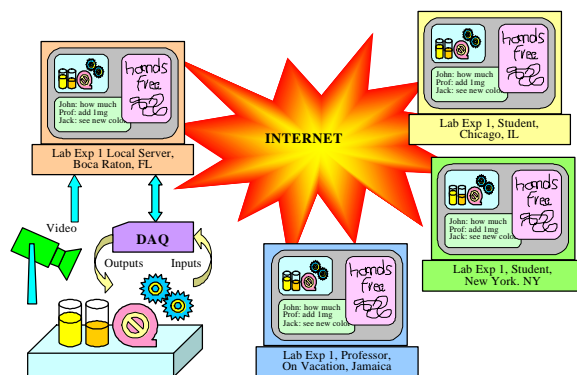 hands
free
John: how much
Prof: add 1mg
Jack: see new color
Lab Exp 1 Local Server,
Boca Raton, FL
INTERNET
hands
free
John: how much
Prof: add 1mg
Jack: see new colo
Lab Exp 1, Student,
Chicago, IL
Video
DAQ
Outputs
Inputs
hands
free
John: how much
Prof: add 1mg
Jack: see new color
Lab Exp 1, Student,
New York. NY
hands
free
John: how much
Prof: add 1mg
Jack: see new color
Lab Exp 1, Professor,
On Vacation, Jamaica